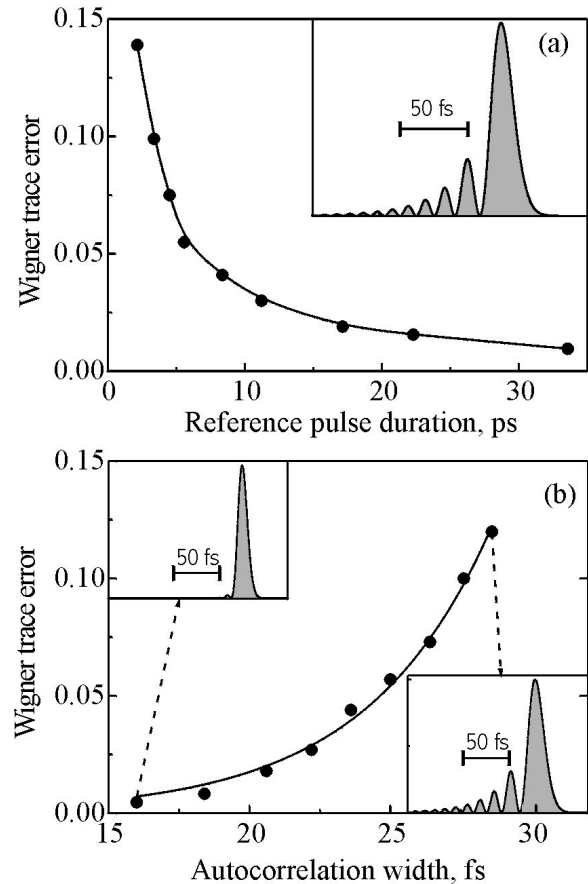 0.15
(a)
50 fs
0.10
Wigner trace error
0.05
0.00
0 10 20 30
Reference pulse duration, ps
0.15
(b)
50 fs
0.10
Wigner trace error
0.05
50 fs
0.00
15 20 25 30
Autocorrelation width, fs